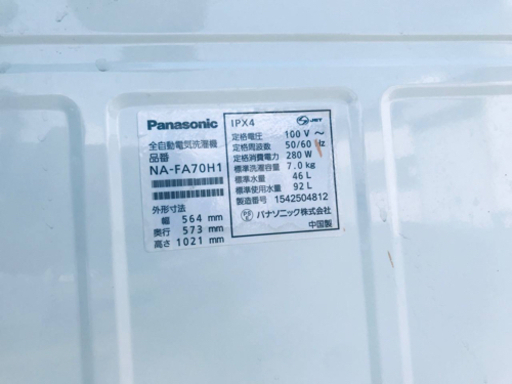 Panasonic
全自動電気洗濯機
品番
NA-FA70H1
外形寸法
幅 564 mm
奥行 573 mm
高さ 1021 mm
IPX4
JET
定格電圧 100 V ～
定格周波数 50/60 Hz
定格消費電力 280 W
標準洗濯容量 7.0 kg
標準水量 46 L
標準使用水量 92 L
製造番号 1542504812
パナソニック株式会社
中国製